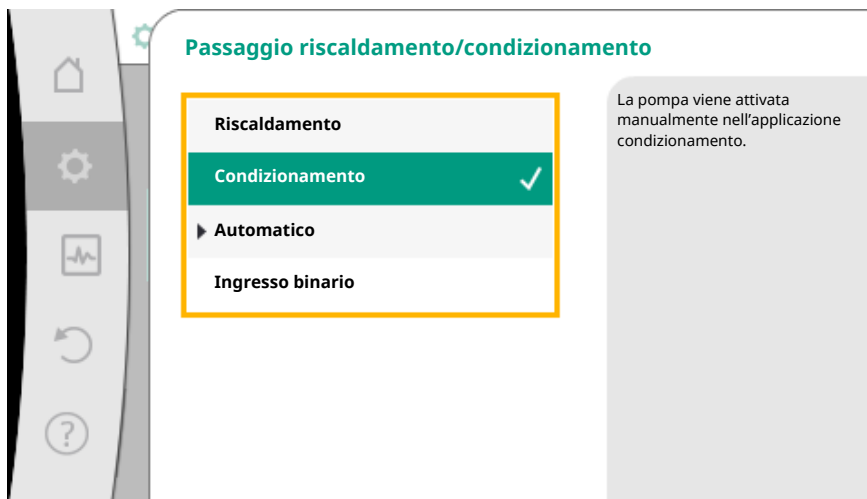 Passaggio riscaldamento/condizionamento
Riscaldamento
Condizionamento
Automatico
Ingresso binario
La pompa viene attivata
manualmente nell'applicazione
condizionamento.
?